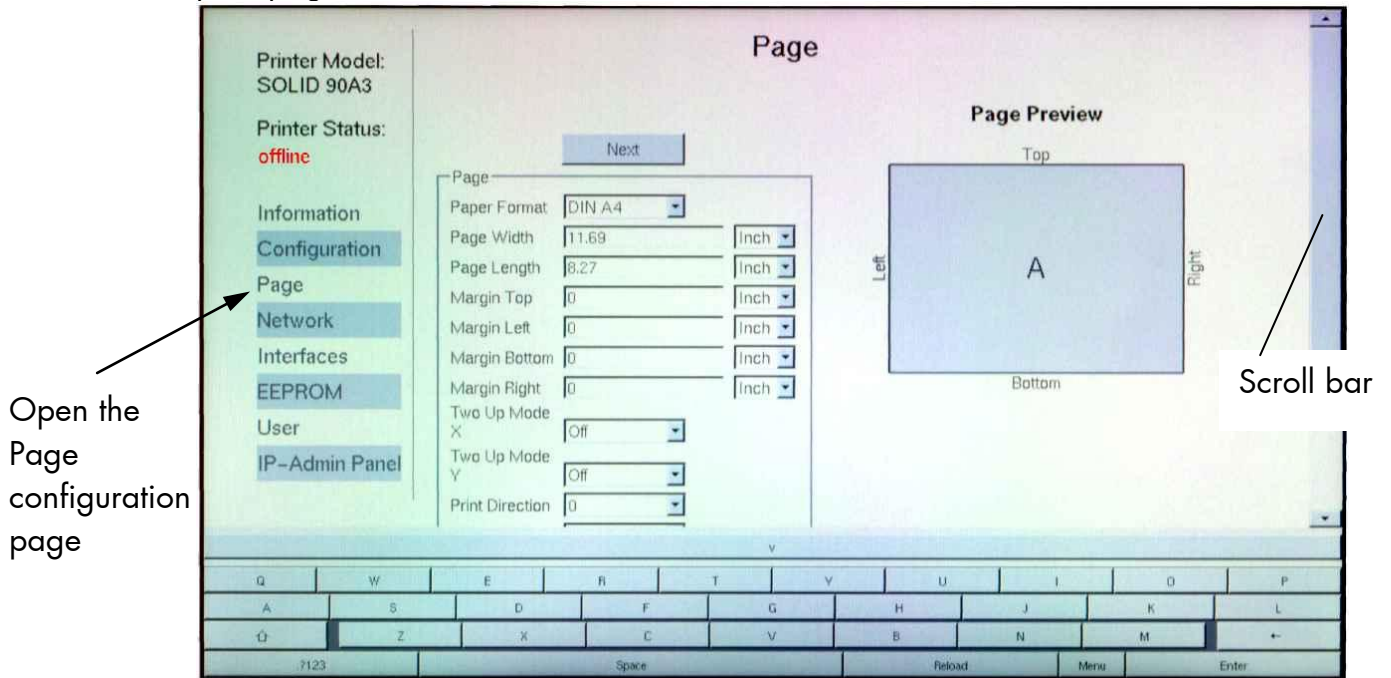 Page
Printer Model:
SOLID 90A3
Printer Status:
offline
Information
Configuration
Page
Network
Interfaces
EEPROM
User
IP-Admin Panel
Next
Page
Paper Format DIN A4
Page Width 11.69 Inch
Page Length 8.27 Inch
Margin Top 0 Inch
Margin Left 0 Inch
Margin Bottom 0 Inch
Margin Right 0 Inch
Two Up Mode
X Off
Two Up Mode
Y Off
Print Direction 0
Page Preview
Top
Left
A
Right
Bottom
Open the
Page
configuration
page
Scroll bar
v
Q W E R T Y U I O P
A S D F G H J K L
⇧ Z X C V B N M ←
.?123 Space Reload Menu Enter